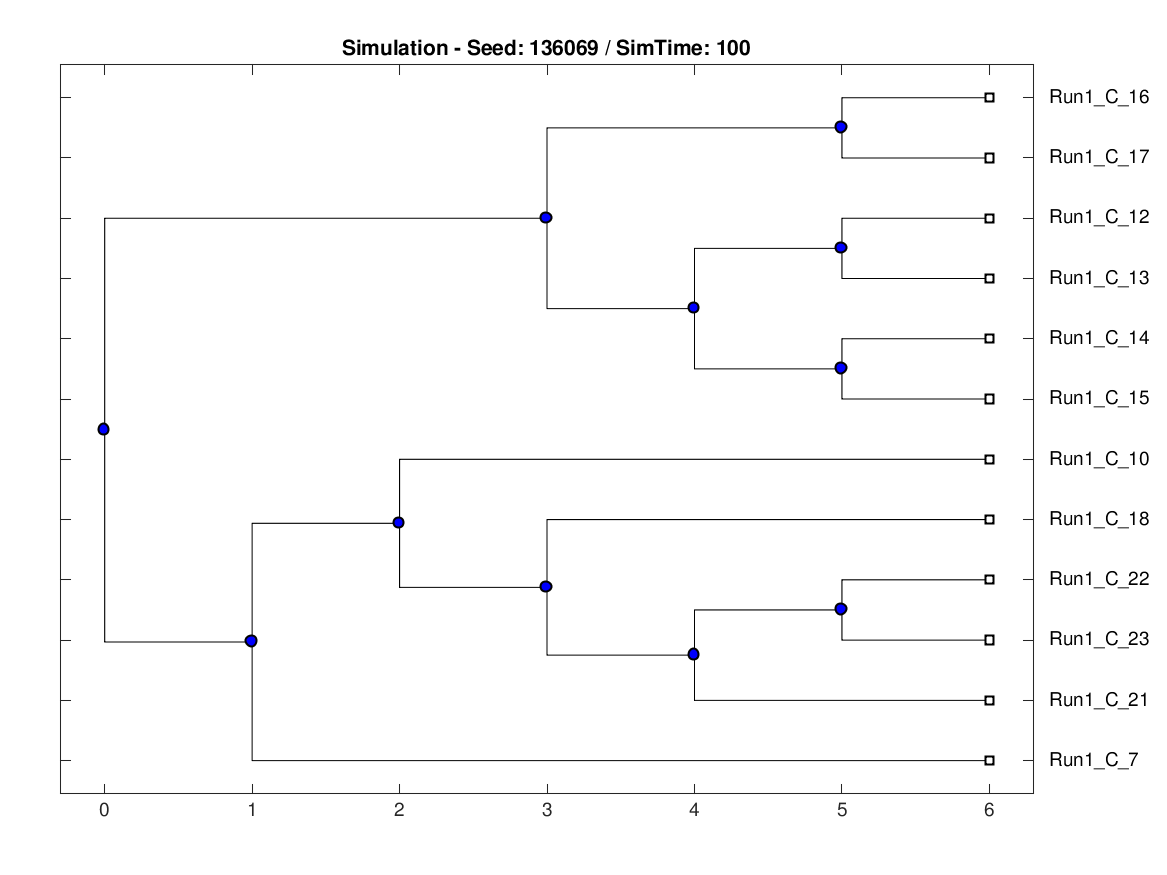 Simulation - Seed: 136069 / SimTime: 100
Run1_C_16
Run1_C_17
Run1_C_12
Run1_C_13
Run1_C_14
Run1_C_15
Run1_C_10
Run1_C_18
Run1_C_22
Run1_C_23
Run1_C_21
Run1_C_7
0 1 2 3 4 5 6